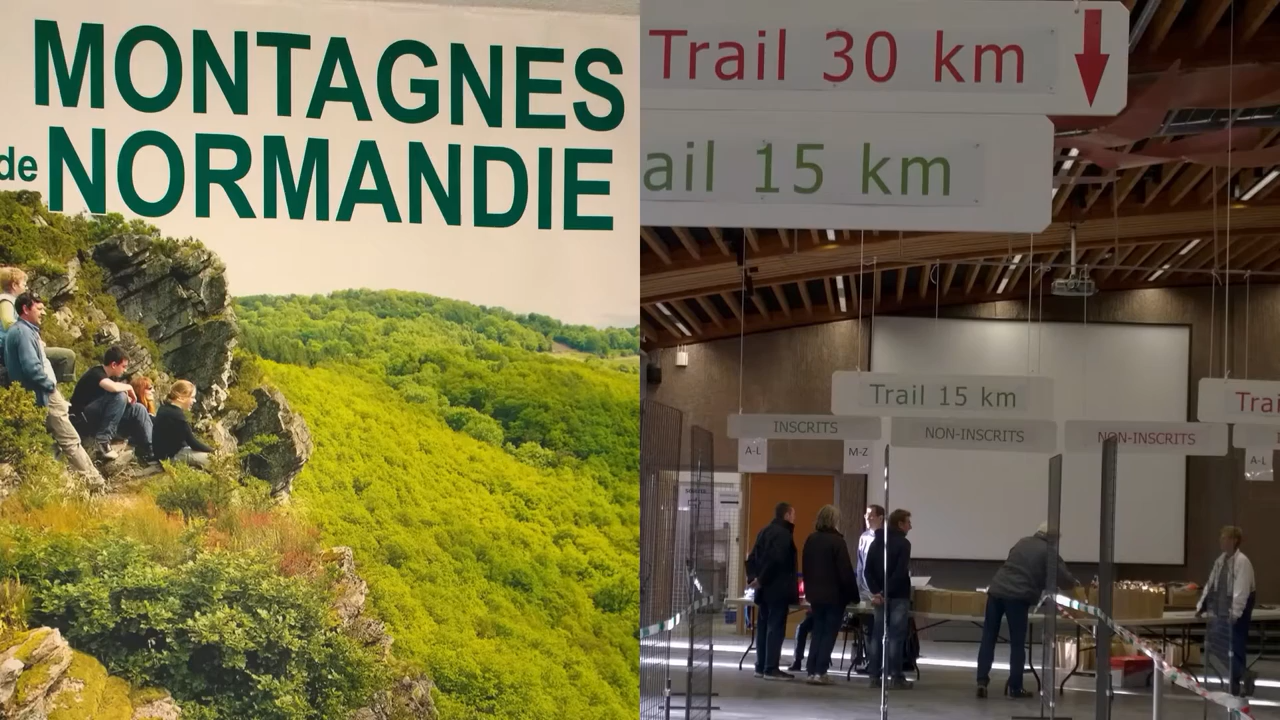 MONTAGNES
de NORMANDIE
Trail 30 km
ail 15 km
Trail 15 km
INSCRITS
NON-INSCRITS
NON-INSCRITS
A-L
M-Z
Trai
A-L